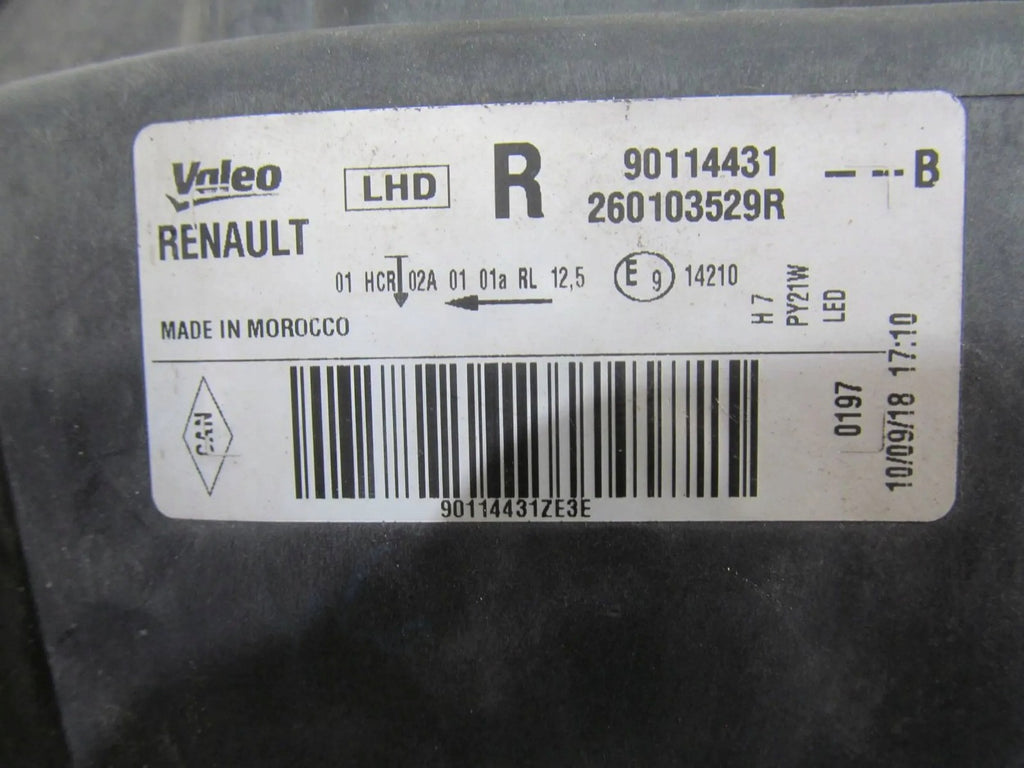 Valeo
RENAULT
LHD
R
90114431
260103529R
— --B
01 HCR 02A 01 01a RL 12,5
E 9
14210
H 7
PY21W
LED
MADE IN MOROCCO
CAN
90114431ZE3E
0197
10/09/18 17:10